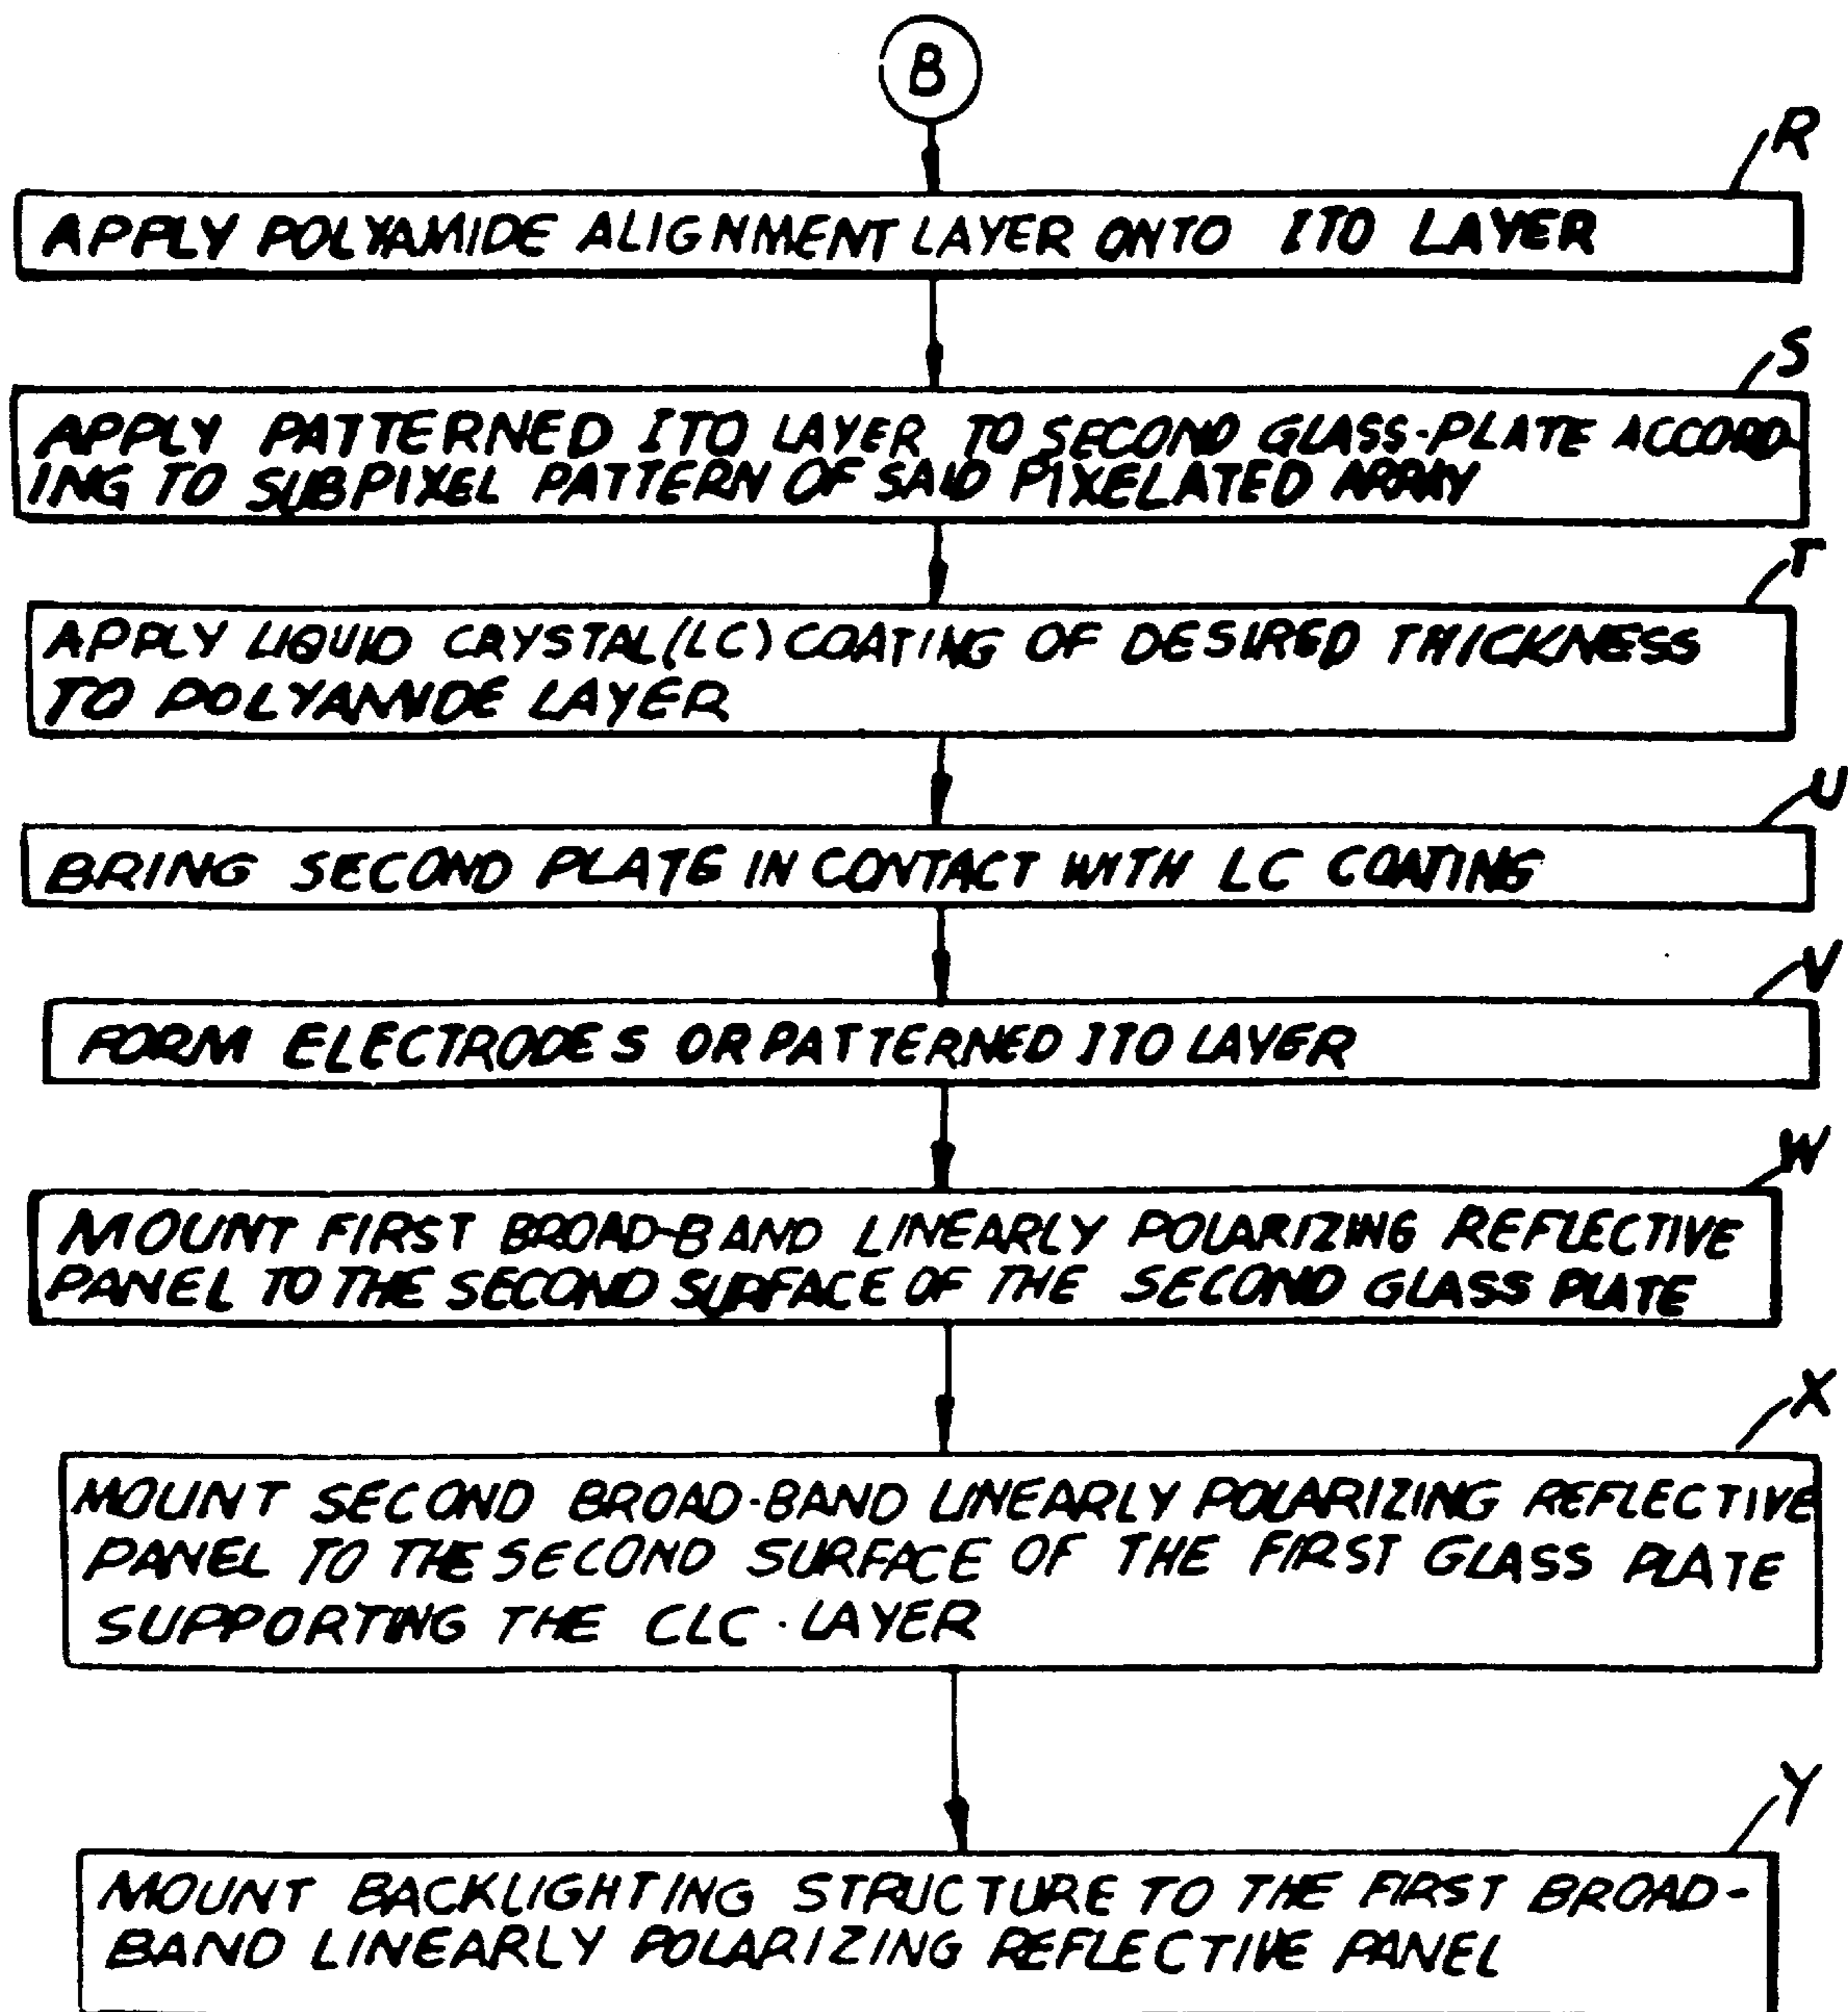 B
R
APPLY POLYAMIDE ALIGNMENT LAYER ONTO ITO LAYER
S
APPLY PATTERNED ITO LAYER TO SECOND GLASS-PLATE ACCORD-
ING TO SUBPIXEL PATTERN OF SAID PIXELATED ARRAY
T
APPLY LIQUID CRYSTAL (LC) COATING OF DESIRED THICKNESS
TO POLYAMIDE LAYER
U
BRING SECOND PLATE IN CONTACT WITH LC COATING
V
FORM ELECTRODES OR PATTERNED ITO LAYER
W
MOUNT FIRST BROAD-BAND LINEARLY POLARIZING REFLECTIVE
PANEL TO THE SECOND SURFACE OF THE SECOND GLASS PLATE
X
MOUNT SECOND BROAD-BAND LINEARLY POLARIZING REFLECTIVE
PANEL TO THE SECOND SURFACE OF THE FIRST GLASS PLATE
SUPPORTING THE CLC-LAYER
Y
MOUNT BACKLIGHTING STRUCTURE TO THE FIRST BROAD-
BAND LINEARLY POLARIZING REFLECTIVE PANEL